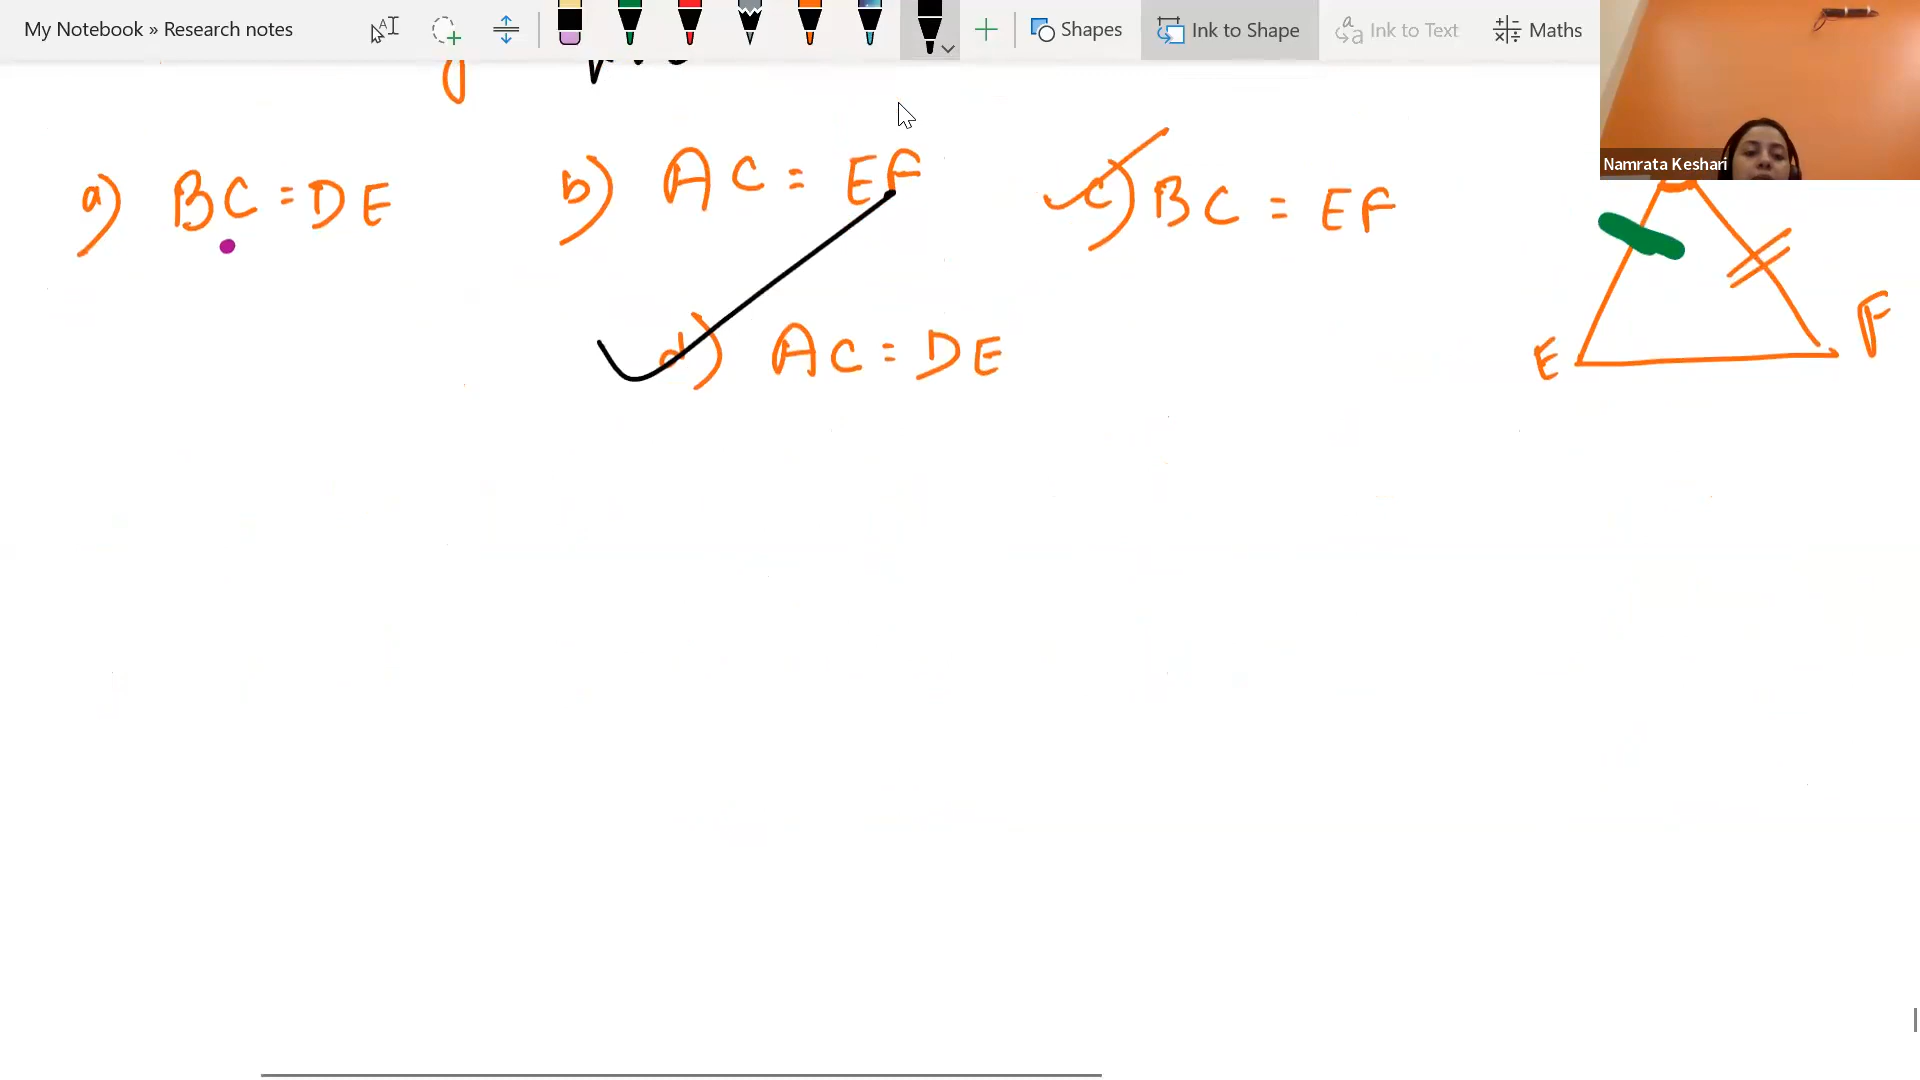 My Notebook » Research notes
Shapes
Ink to Shape
Ink to Text
Maths
Namrata Keshari
a) BC = DE
b) AC = EF
c) BC = EF
d) AC = DE
E
F